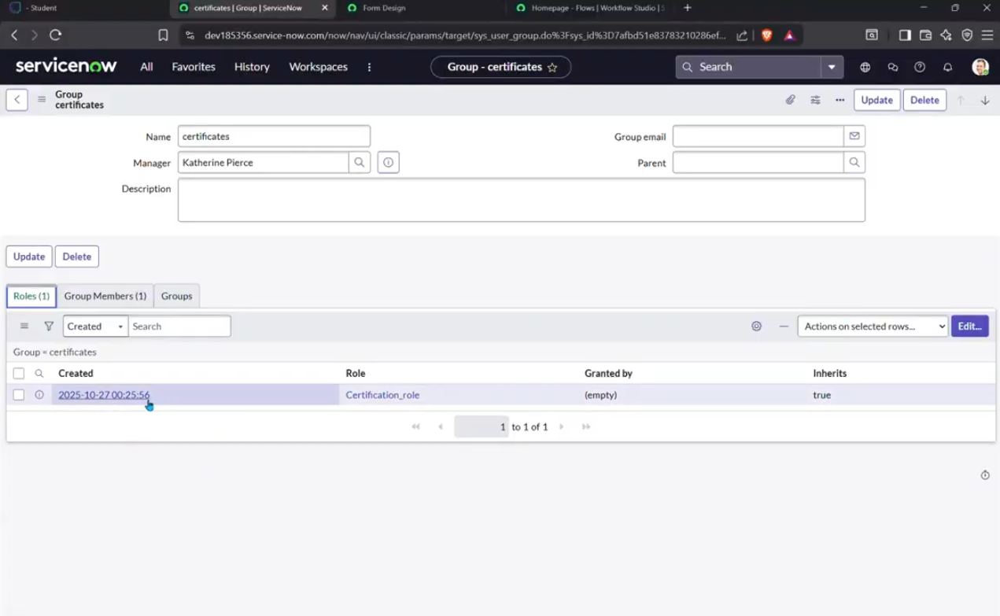 - Student
certificates | Group | ServiceNow
Form Design
Homepage - Flows | Workflow Studio | S
dev185356.service-now.com/now/nav/ui/classic/params/target/sys_user_group.do%3Fsys_id%3D7afbd51e83783210286ef...
servicenow
All
Favorites
History
Workspaces
Group - certificates
Search
Group
certificates
Update
Delete
Name
certificates
Group email
Manager
Katherine Pierce
Parent
Description
Update
Delete
Roles (1)
Group Members (1)
Groups
Created
Search
Actions on selected rows...
Edit...
Group = certificates
Created
Role
Granted by
Inherits
2025-10-27 00:25:56
Certification_role
(empty)
true
1 to 1 of 1